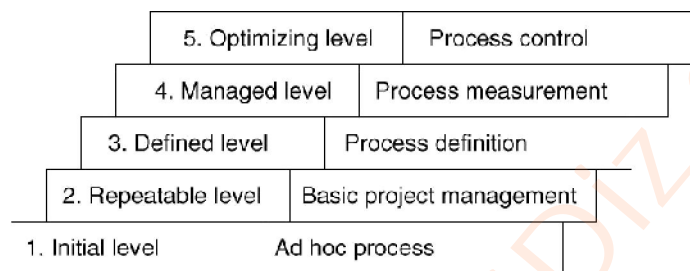 5. Optimizing level Process control
4. Managed level Process measurement
3. Defined level Process definition
2. Repeatable level Basic project management
1. Initial level Ad hoc process